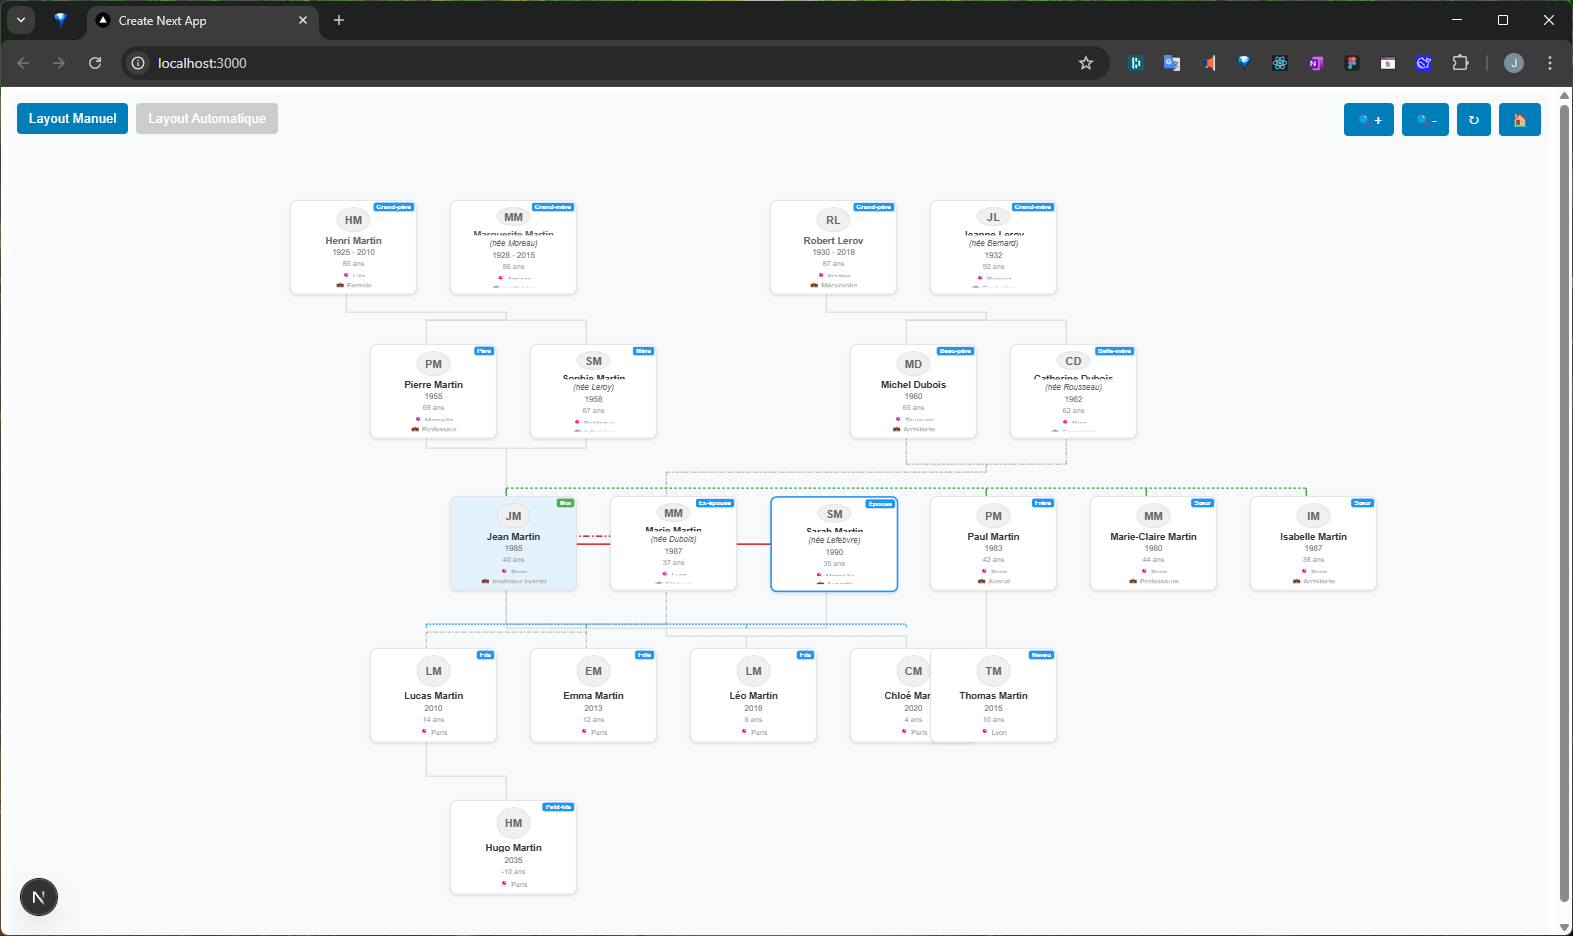 Create Next App
localhost:3000
J
Layout Manuel
Layout Automatique
+
-
Grand-père
HM
Henri Martin
1925 - 2010
85 ans
Lille
Fermier
Grand-mère
MM
Marguerite Martin
(née Moreau)
1928 - 2015
86 ans
Grand-père
RL
Robert Leroy
1930 - 2018
87 ans
Nantes
Mécanicien
Grand-mère
JL
Jeanne Leroy
(née Bernard)
1932
92 ans
Père
PM
Pierre Martin
1955
69 ans
Marseille
Professeur
Mère
SM
Sophie Martin
(née Leroy)
1958
67 ans
Bordeaux
Beau-père
MD
Michel Dubois
1960
65 ans
Toulouse
Architecte
Belle-mère
CD
Catherine Dubois
(née Rousseau)
1962
62 ans
Nice
Moi
JM
Jean Martin
1985
40 ans
Paris
Ingénieur logiciel
Ex-épouse
MM
Marie Martin
(née Dubois)
1987
37 ans
Lyon
Épouse
SM
Sarah Martin
(née Lefebvre)
1990
35 ans
Marseille
Frère
PM
Paul Martin
1983
42 ans
Paris
Avocat
Sœur
MM
Marie-Claire Martin
1980
44 ans
Paris
Professeure
Sœur
IM
Isabelle Martin
1987
38 ans
Paris
Architecte
Fils
LM
Lucas Martin
2010
14 ans
Paris
Fille
EM
Emma Martin
2013
12 ans
Paris
Fils
LM
Léo Martin
2018
6 ans
Paris
CM
Chloé Mar
2020
4 ans
Paris
Neveu
TM
Thomas Martin
2015
10 ans
Lyon
Petit-fils
HM
Hugo Martin
2035
-10 ans
Paris
N